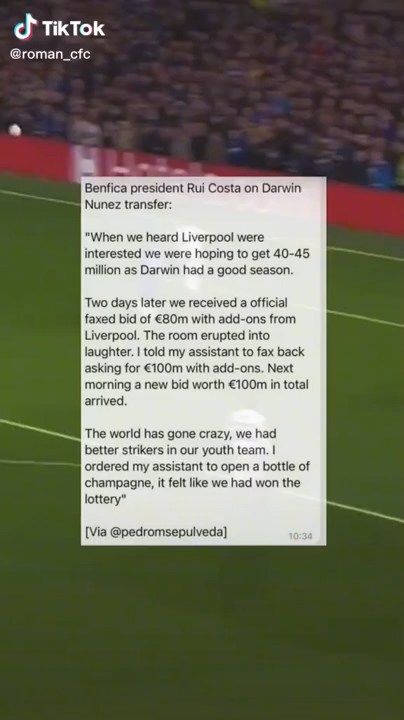 TikTok
@roman_cfc
Benfica president Rui Costa on Darwin
Nunez transfer:
"When we heard Liverpool were
interested we were hoping to get 40-45
million as Darwin had a good season.
Two days later we received a official
faxed bid of €80m with add-ons from
Liverpool. The room erupted into
laughter. I told my assistant to fax back
asking for €100m with add-ons. Next
morning a new bid worth €100m in total
arrived.
The world has gone crazy, we had
better strikers in our youth team. I
ordered my assistant to open a bottle of
champagne, it felt like we had won the
lottery"
[Via @pedromsepulveda]
10:34